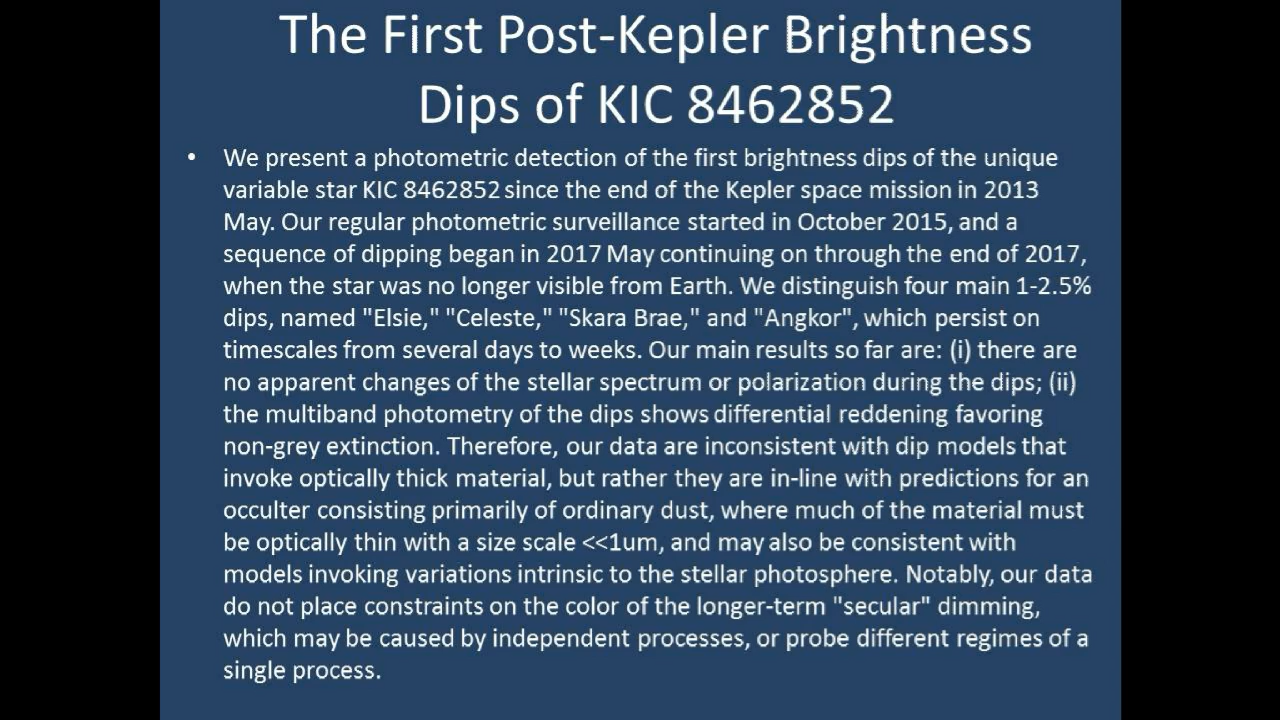 The First Post-Kepler Brightness
Dips of KIC 8462852
• We present a photometric detection of the first brightness dips of the unique
variable star KIC 8462852 since the end of the Kepler space mission in 2013
May. Our regular photometric surveillance started in October 2015, and a
sequence of dipping began in 2017 May continuing on through the end of 2017,
when the star was no longer visible from Earth. We distinguish four main 1-2.5%
dips, named "Elsie," "Celeste," "Skara Brae," and "Angkor", which persist on
timescales from several days to weeks. Our main results so far are: (i) there are
no apparent changes of the stellar spectrum or polarization during the dips; (ii)
the multiband photometry of the dips shows differential reddening favoring
non-grey extinction. Therefore, our data are inconsistent with dip models that
invoke optically thick material, but rather they are in-line with predictions for an
occulter consisting primarily of ordinary dust, where much of the material must
be optically thin with a size scale <<1um, and may also be consistent with
models invoking variations intrinsic to the stellar photosphere. Notably, our data
do not place constraints on the color of the longer-term "secular" dimming,
which may be caused by independent processes, or probe different regimes of a
single process.